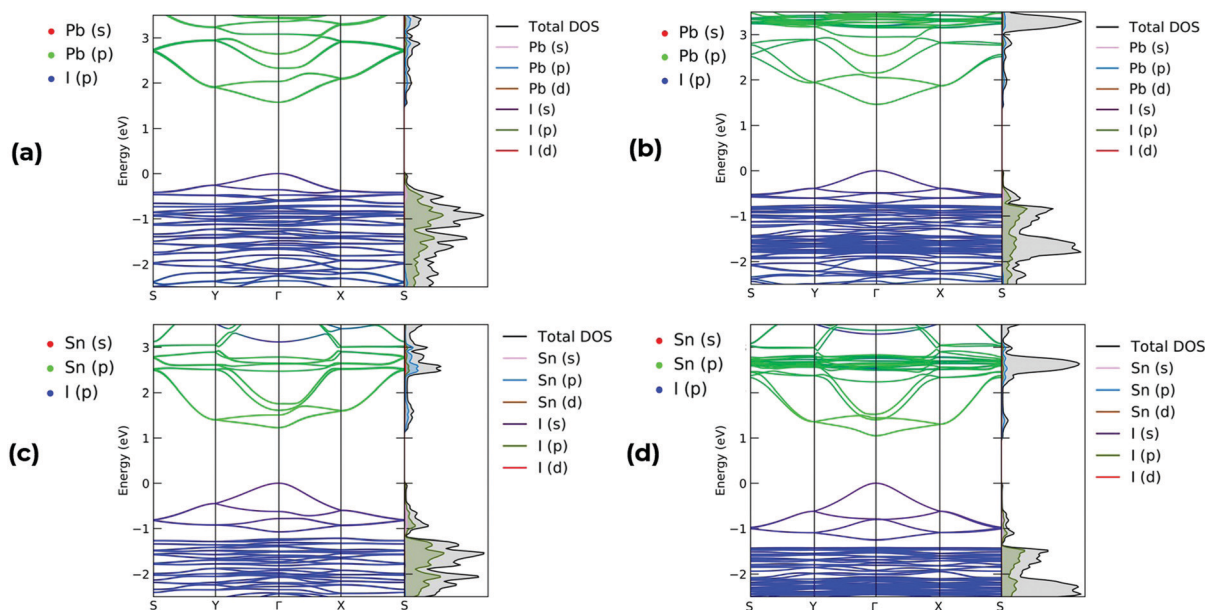 (a)
Pb (s)
Pb (p)
I (p)
Energy (eV)
3
2
1
0
−1
−2
S Y Γ X S
Total DOS
Pb (s)
Pb (p)
Pb (d)
I (s)
I (p)
I (d)
(b)
Pb (s)
Pb (p)
I (p)
Energy (eV)
3
2
1
0
−1
−2
S Y Γ X S
Total DOS
Pb (s)
Pb (p)
Pb (d)
I (s)
I (p)
I (d)
(c)
Sn (s)
Sn (p)
I (p)
Energy (eV)
3
2
1
0
−1
−2
S Y Γ X S
Total DOS
Sn (s)
Sn (p)
Sn (d)
I (s)
I (p)
I (d)
(d)
Sn (s)
Sn (p)
I (p)
Energy (eV)
3
2
1
0
−1
−2
S Y Γ X S
Total DOS
Sn (s)
Sn (p)
Sn (d)
I (s)
I (p)
I (d)